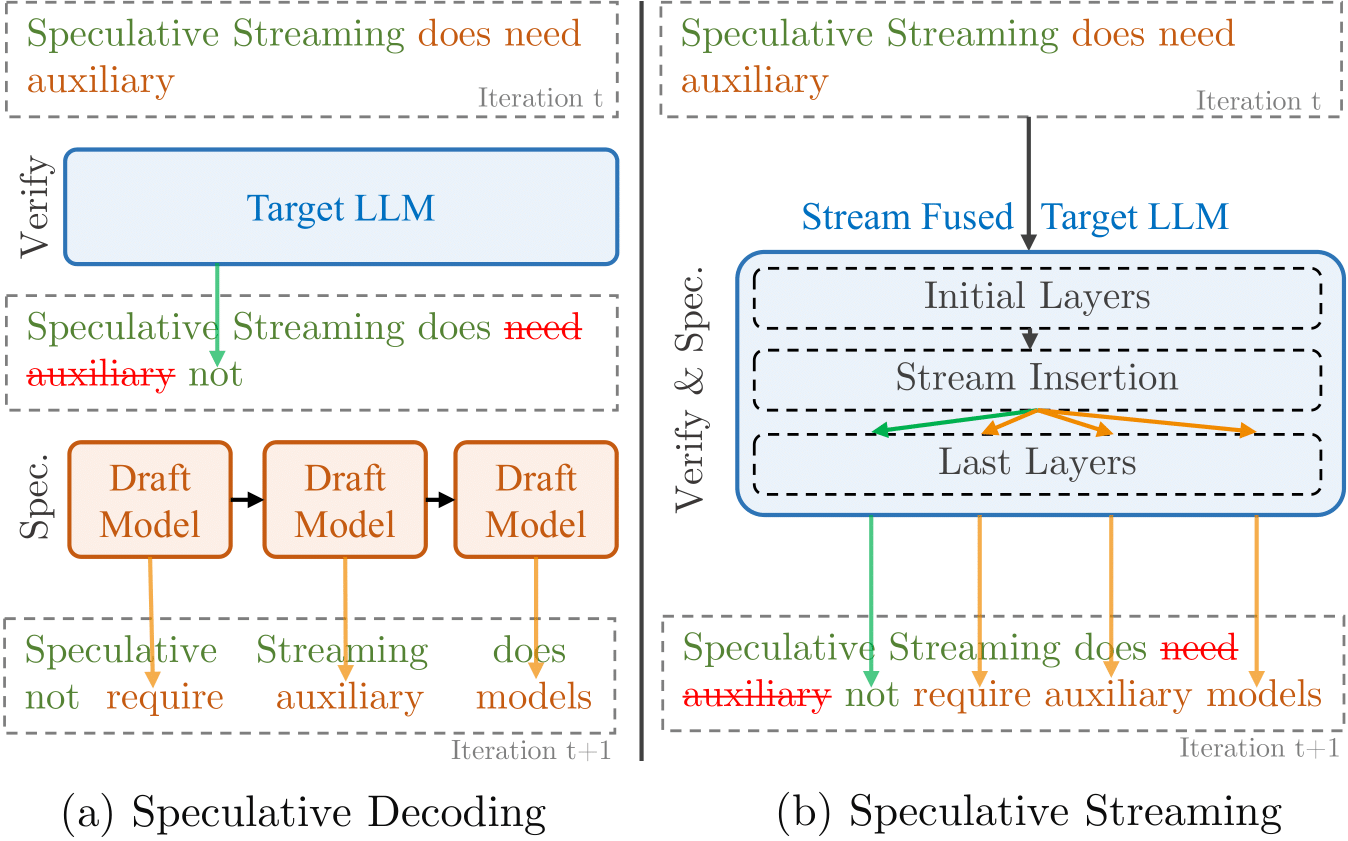 Speculative Streaming does need
auxiliary
Iteration t
Verify
Target LLM
Speculative Streaming does need
auxiliary not
Spec.
Draft
Model
Draft
Model
Draft
Model
Speculative Streaming does
not require auxiliary models
Iteration t+1
(a) Speculative Decoding
Speculative Streaming does need
auxiliary
Iteration t
Stream Fused Target LLM
Verify & Spec.
Initial Layers
Stream Insertion
Last Layers
Speculative Streaming does need
auxiliary not require auxiliary models
Iteration t+1
(b) Speculative Streaming